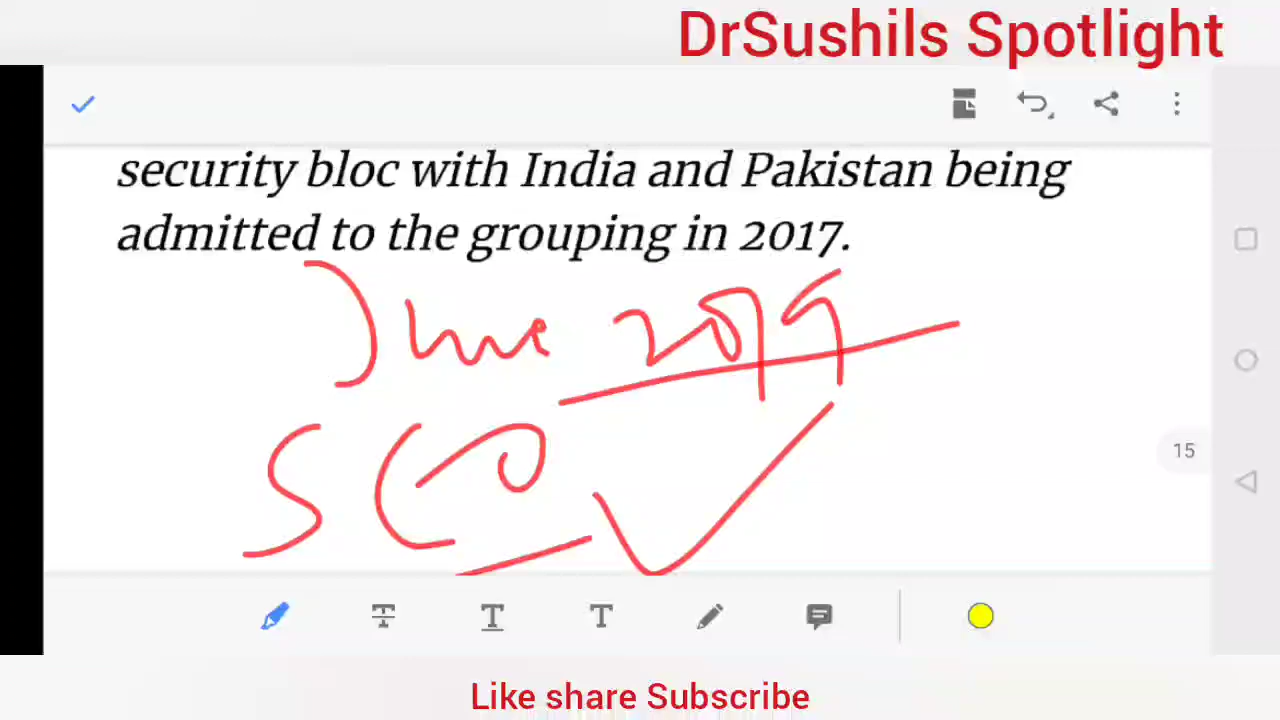 DrSushils Spotlight
security bloc with India and Pakistan being
admitted to the grouping in 2017.
June 2019
SCO
15
Like share Subscribe